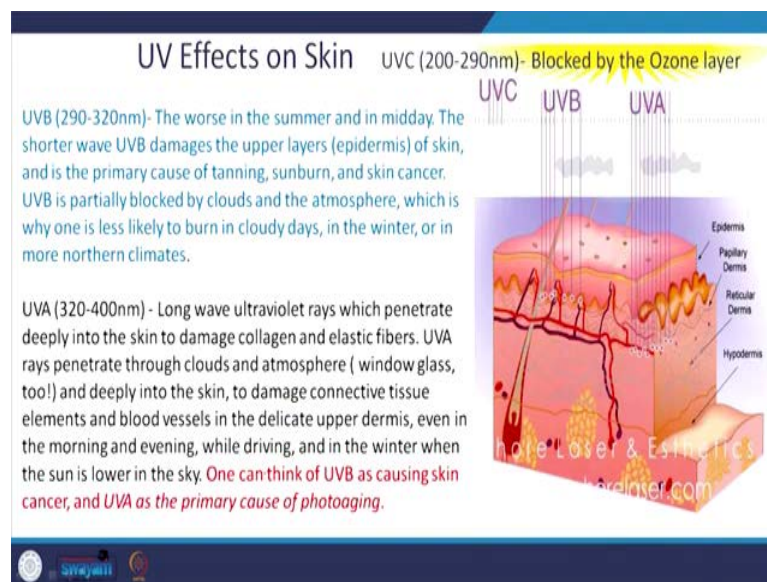 UV Effects on Skin UVC (200-290nm)- Blocked by the Ozone layer
UVC UVB UVA
UVB (290-320nm)- The worse in the summer and in midday. The
shorter wave UVB damages the upper layers (epidermis) of skin,
and is the primary cause of tanning, sunburn, and skin cancer.
UVB is partially blocked by clouds and the atmosphere, which is
why one is less likely to burn in cloudy days, in the winter, or in
more northern climates.
UVA (320-400nm) - Long wave ultraviolet rays which penetrate
deeply into the skin to damage collagen and elastic fibers. UVA
rays penetrate through clouds and atmosphere ( window glass,
too!) and deeply into the skin, to damage connective tissue
elements and blood vessels in the delicate upper dermis, even in
the morning and evening, while driving, and in the winter when
the sun is lower in the sky. One can think of UVB as causing skin
cancer, and UVA as the primary cause of photoaging.
Epidermis
Papillary
Dermis
Reticular
Dermis
Hypodermis
hore Laser & Esthetics
horelaser.com
swayam